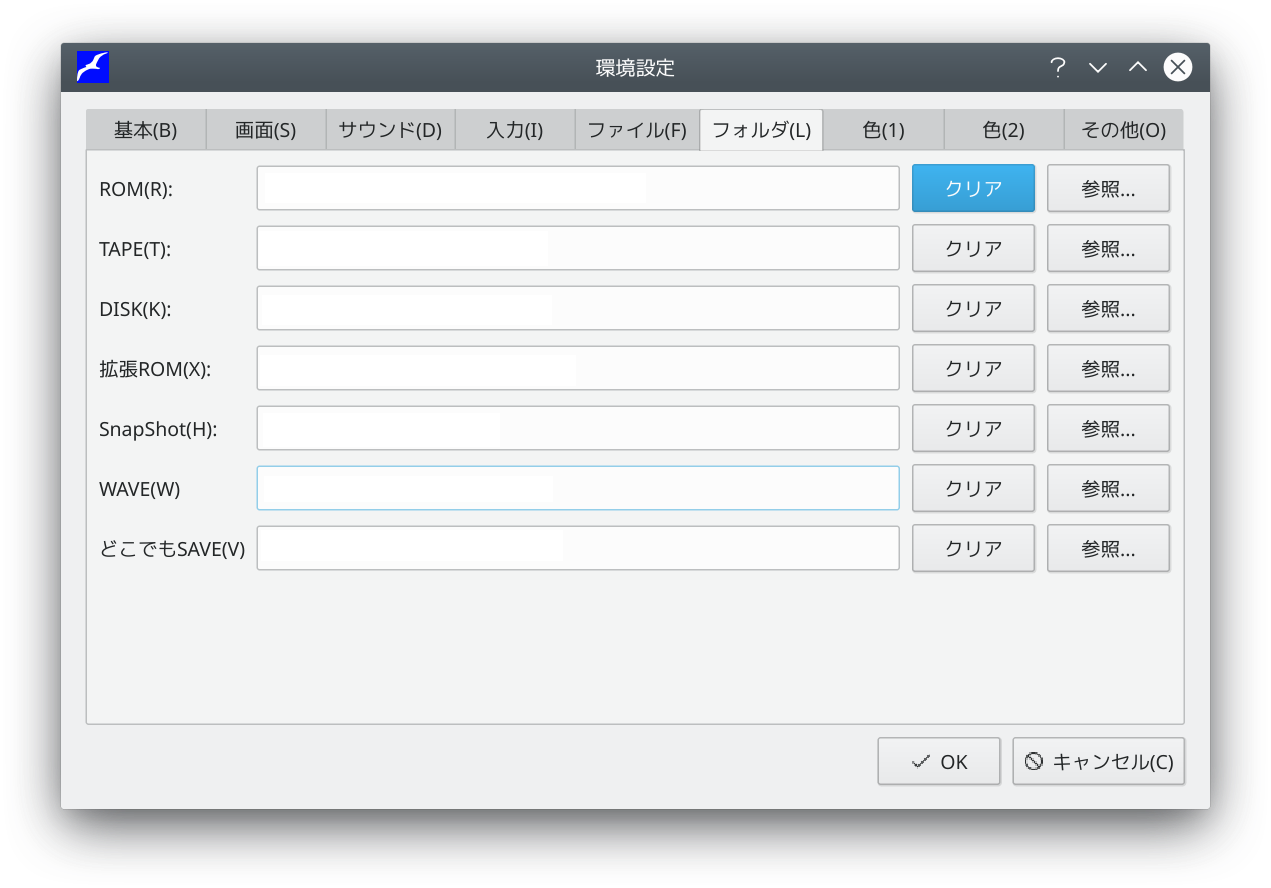 環境設定
基本(B) 画面(S) サウンド(D) 入力(I) ファイル(F) フォルダ(L) 色(1) 色(2) その他(O)
ROM(R): クリア 参照...
TAPE(T): クリア 参照...
DISK(K): クリア 参照...
拡張ROM(X): クリア 参照...
SnapShot(H): クリア 参照...
WAVE(W) クリア 参照...
どこでもSAVE(V) クリア 参照...
OK キャンセル(C)